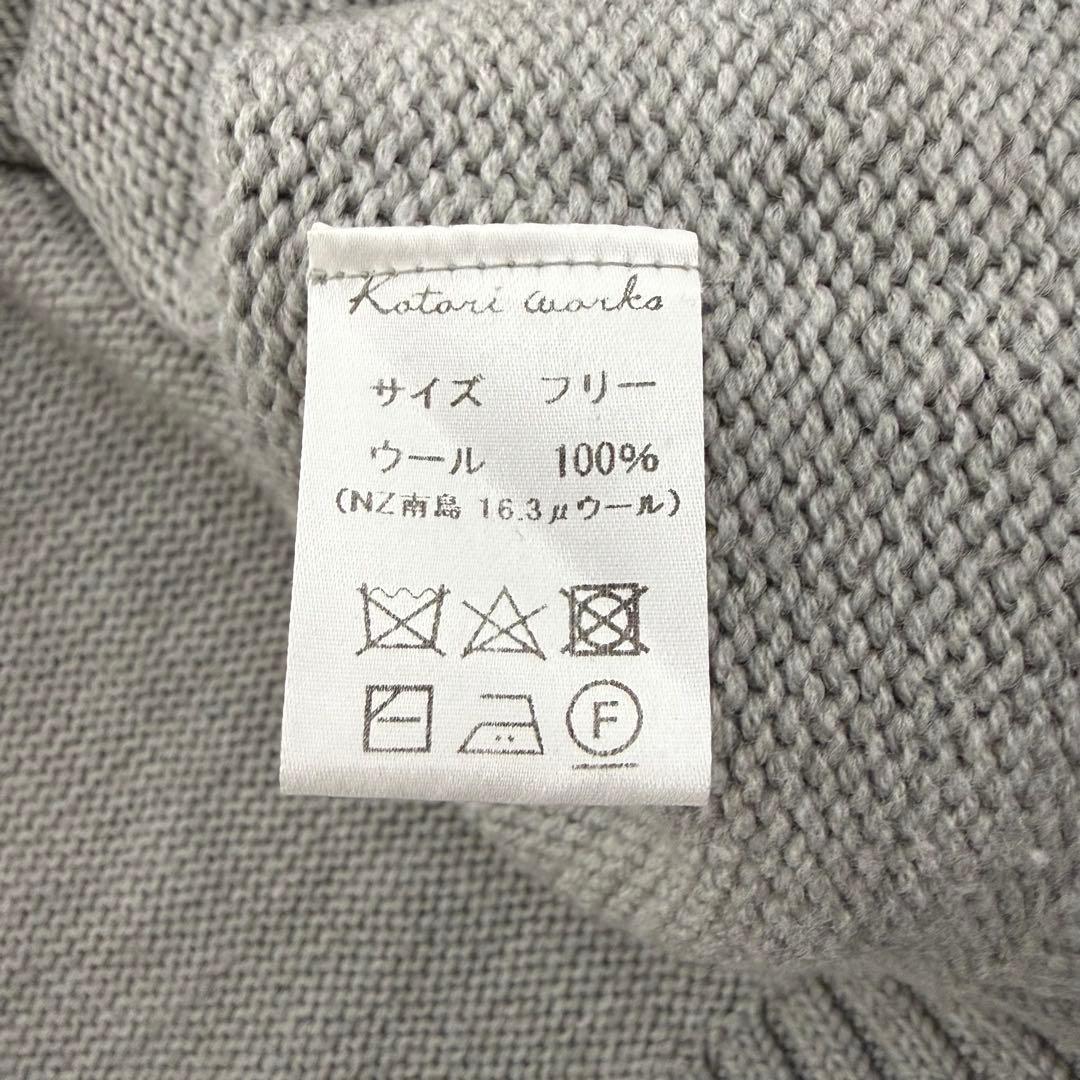 Kotori works
サイズ フリー
ウール 100%
(NZ南島 16.3μウール)
F